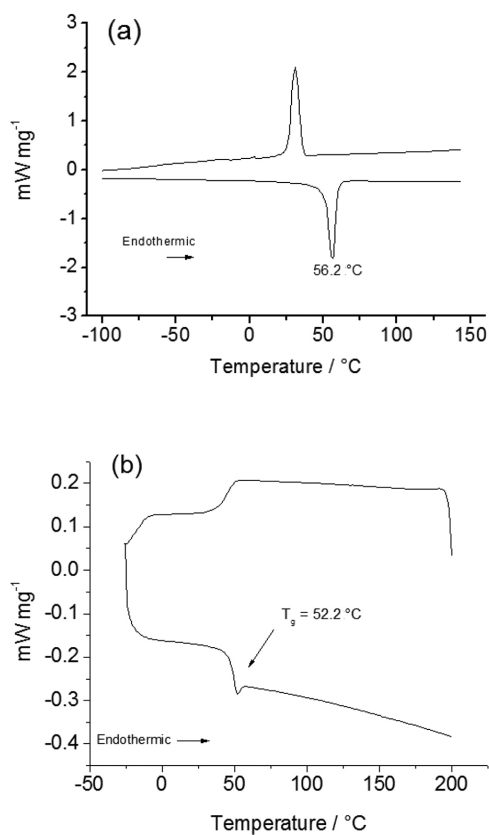 (a)
3
2
1
0
-1
-2
-3
mW mg-1
Endothermic
56.2 °C
-100 -50 0 50 100 150
Temperature / °C
(b)
0.2
0.1
0.0
-0.1
-0.2
-0.3
-0.4
mW mg-1
Tg = 52.2 °C
Endothermic
-50 0 50 100 150 200
Temperature / °C